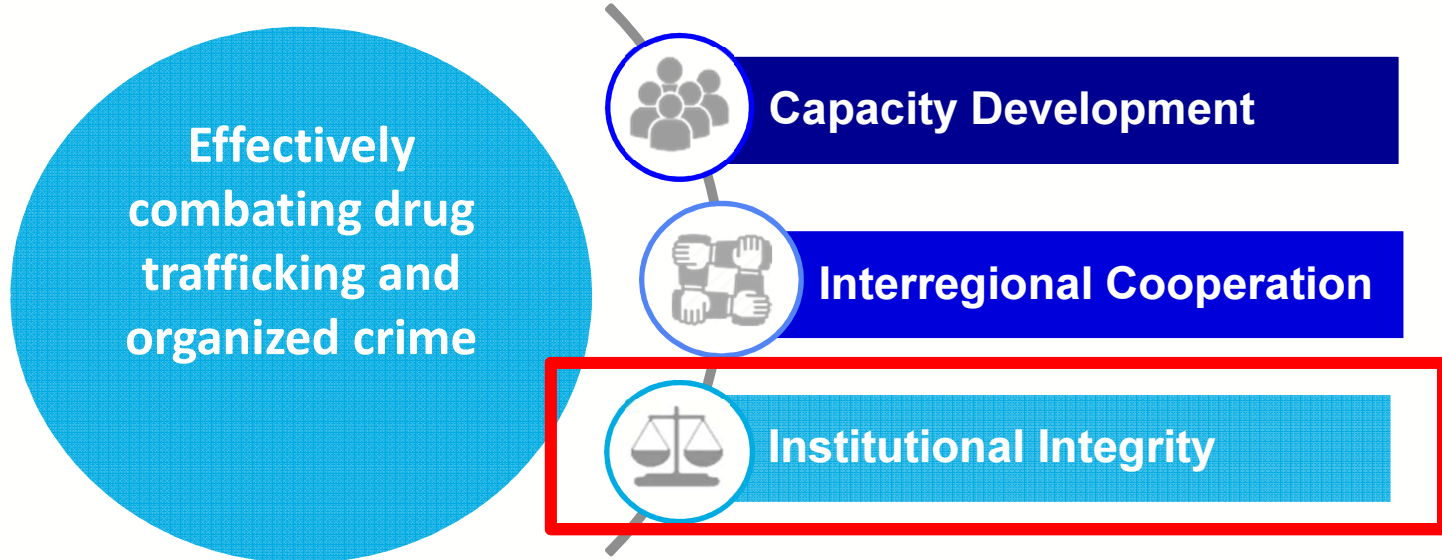 Effectively
combating drug
trafficking and
organized crime
Capacity Development
Interregional Cooperation
Institutional Integrity